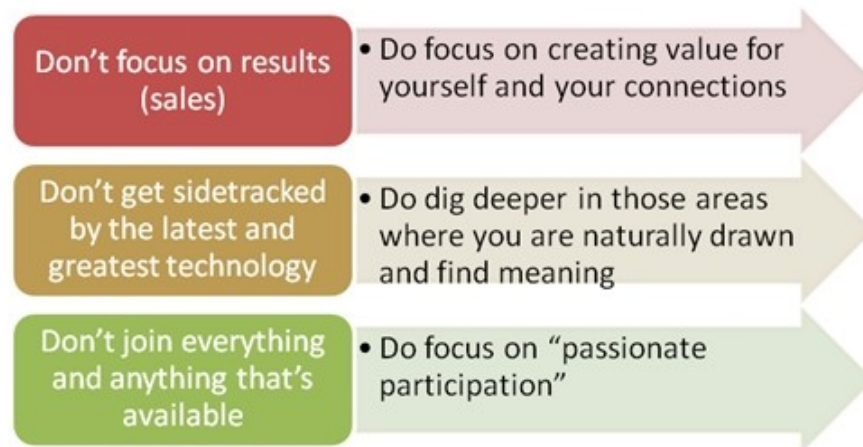 Don’t focus on results
(sales)
• Do focus on creating value for
yourself and your connections
Don’t get sidetracked
by the latest and
greatest technology
• Do dig deeper in those areas
where you are naturally drawn
and find meaning
Don’t join everything
and anything that’s
available
• Do focus on “passionate
participation”